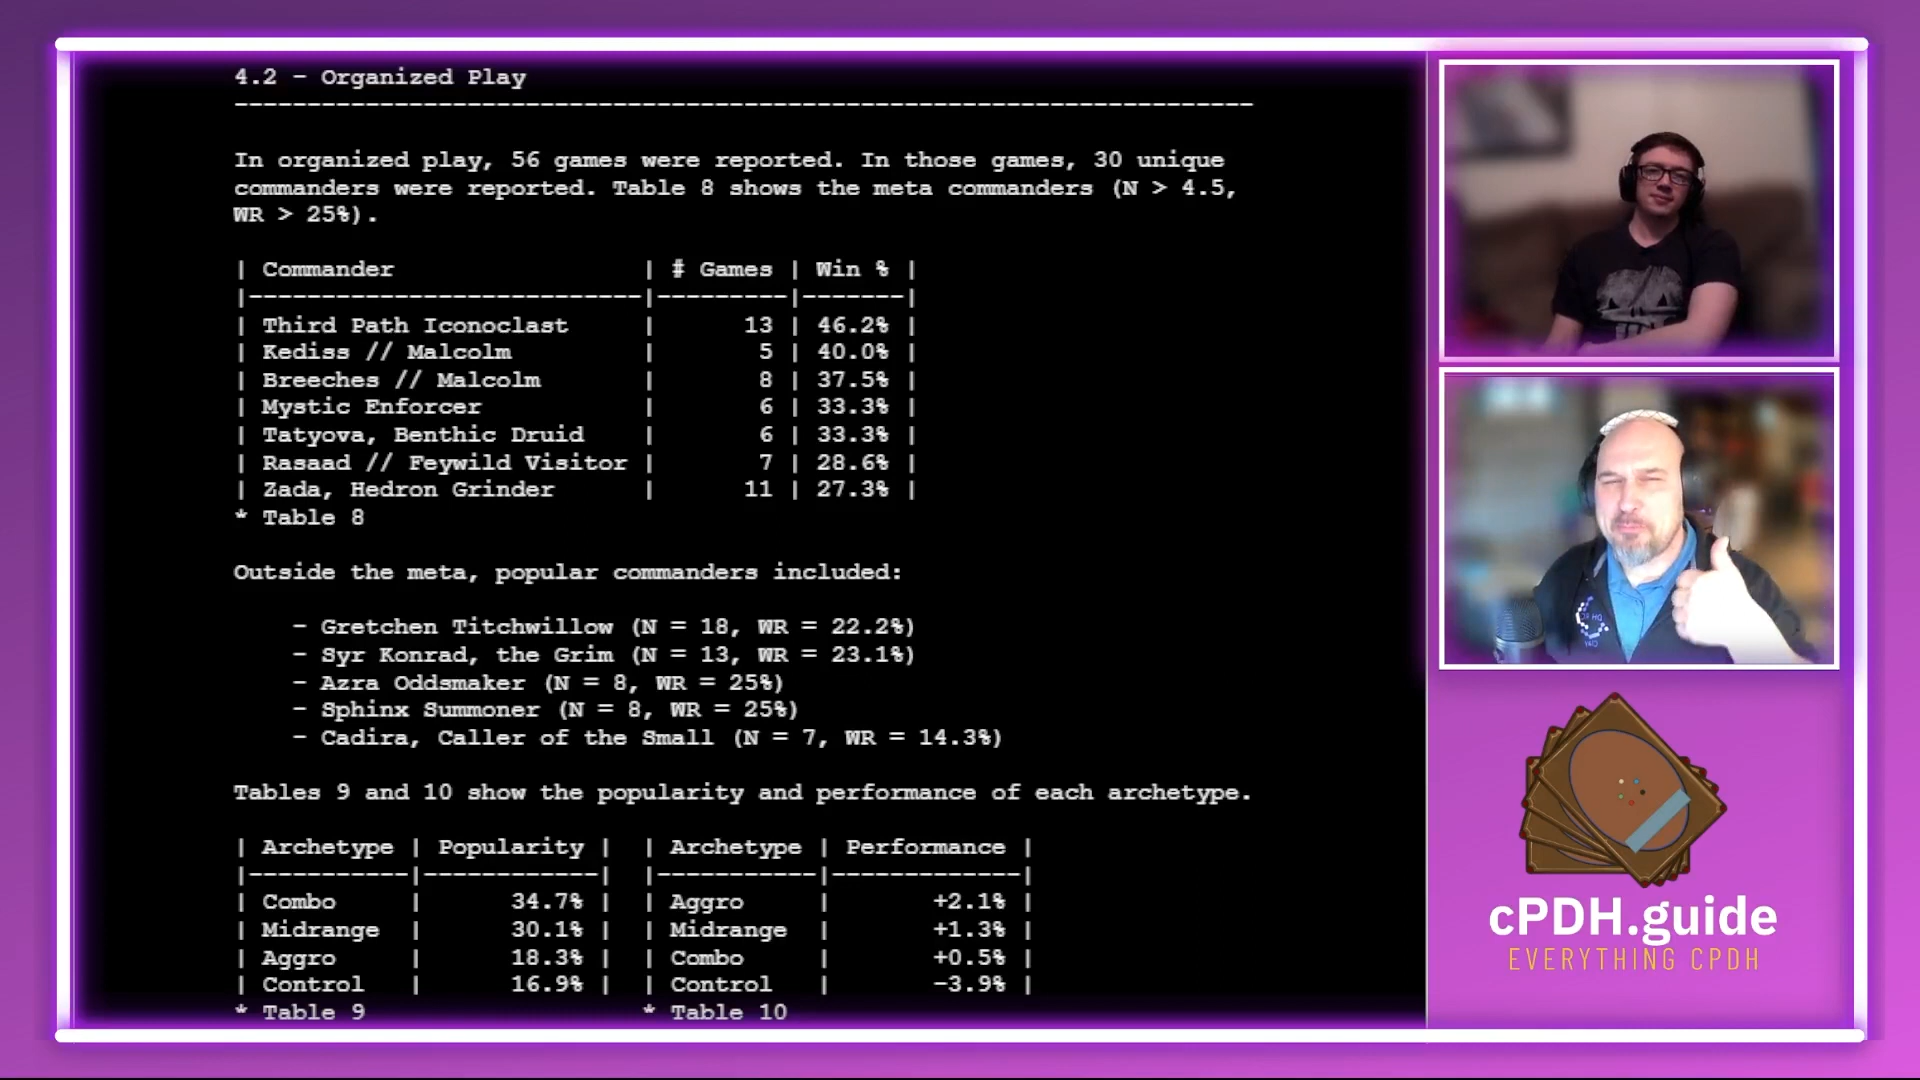 4.2 - Organized Play
----------------------------------------------------------------------
In organized play, 56 games were reported. In those games, 30 unique
commanders were reported. Table 8 shows the meta commanders (N > 4.5,
WR > 25%).
| Commander | # Games | Win % |
|---------------------------|---------|-------|
| Third Path Iconoclast | 13 | 46.2% |
| Kediss // Malcolm | 5 | 40.0% |
| Breeches // Malcolm | 8 | 37.5% |
| Mystic Enforcer | 6 | 33.3% |
| Tatyova, Benthic Druid | 6 | 33.3% |
| Rasaad // Feywild Visitor | 7 | 28.6% |
| Zada, Hedron Grinder | 11 | 27.3% |
* Table 8
Outside the meta, popular commanders included:
- Gretchen Titchwillow (N = 18, WR = 22.2%)
- Syr Konrad, the Grim (N = 13, WR = 23.1%)
- Azra Oddsmaker (N = 8, WR = 25%)
- Sphinx Summoner (N = 8, WR = 25%)
- Cadira, Caller of the Small (N = 7, WR = 14.3%)
Tables 9 and 10 show the popularity and performance of each archetype.
| Archetype | Popularity | | Archetype | Performance |
|-----------|------------| |-----------|-------------|
| Combo | 34.7% | | Aggro | +2.1% |
| Midrange | 30.1% | | Midrange | +1.3% |
| Aggro | 18.3% | | Combo | +0.5% |
| Control | 16.9% | | Control | -3.9% |
* Table 9 * Table 10
cPDH.guide
EVERYTHING CPDH